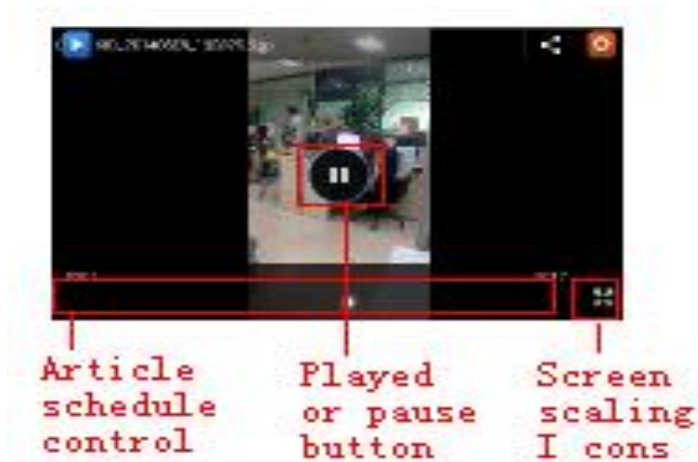 Article
schedule
control
Played
or pause
button
Screen
scaling
I cons